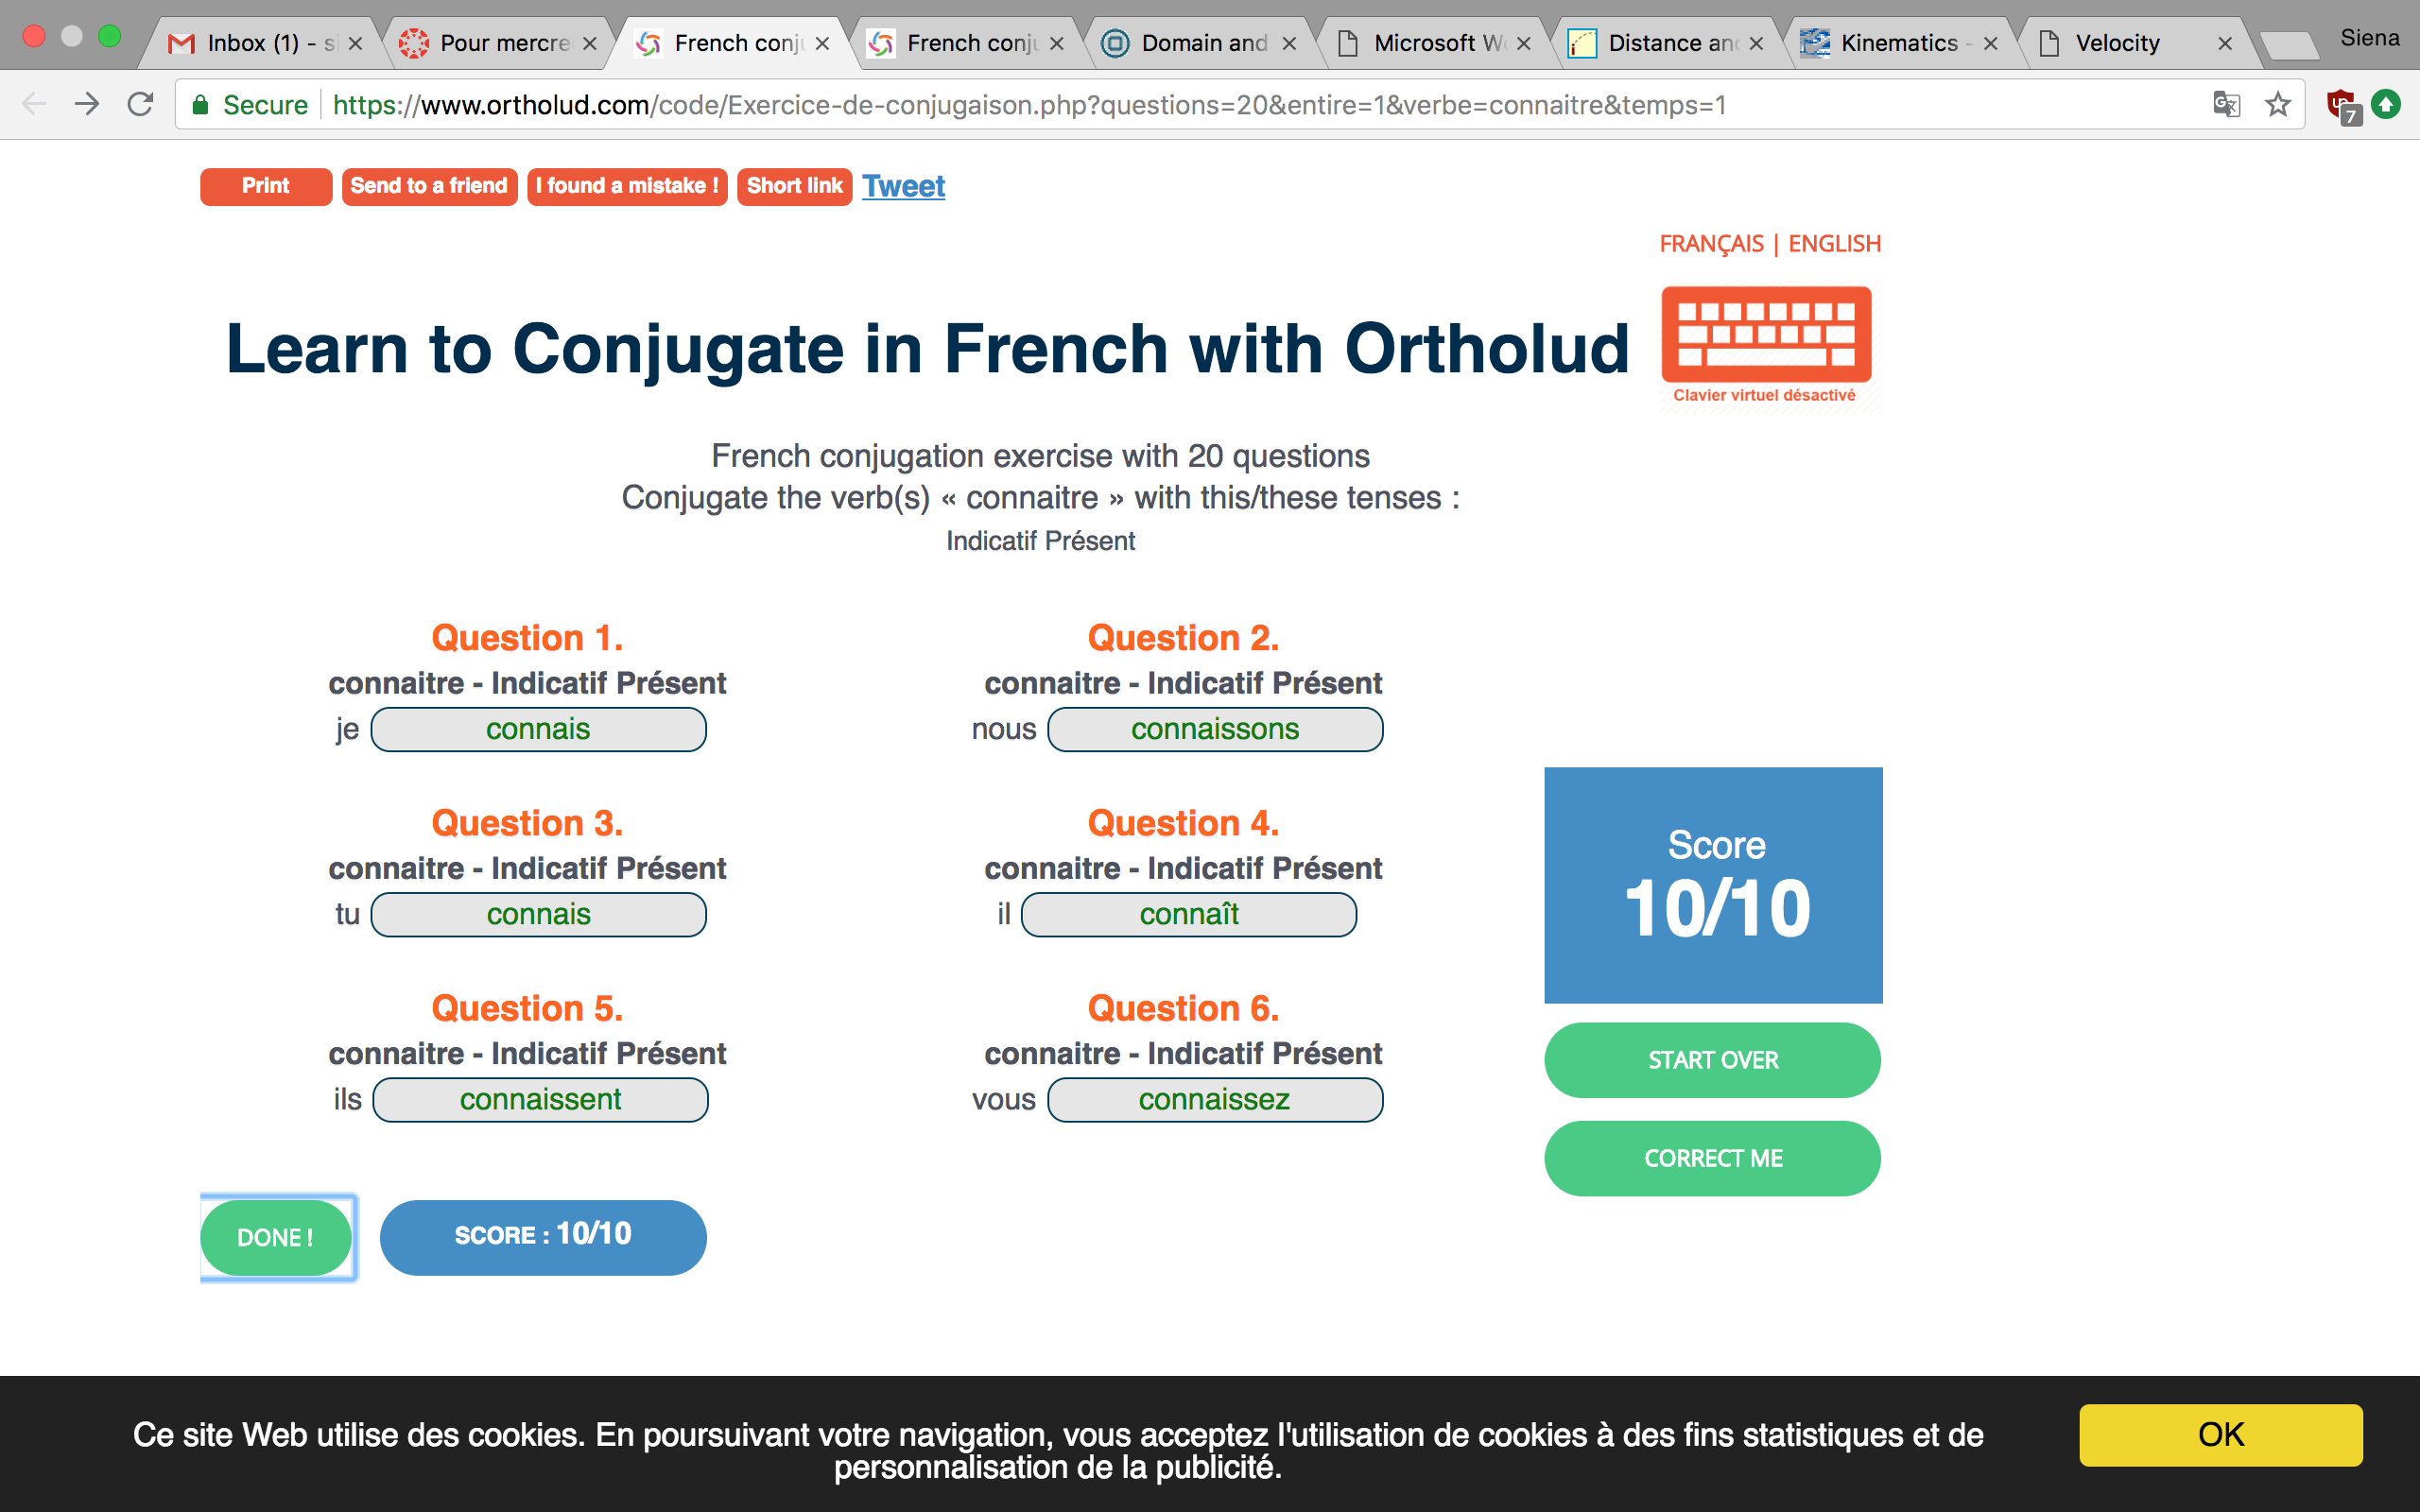 Inbox (1) - si
Pour mercre
French conju
French conju
Domain and
Microsoft Wo
Distance and
Kinematics -
Velocity
Siena
Secure https://www.ortholud.com/code/Exercice-de-conjugaison.php?questions=20&entire=1&verbe=connaitre&temps=1
7
Print Send to a friend I found a mistake ! Short link Tweet
FRANÇAIS | ENGLISH
Learn to Conjugate in French with Ortholud
Clavier virtuel désactivé
French conjugation exercise with 20 questions
Conjugate the verb(s) « connaitre » with this/these tenses :
Indicatif Présent
Question 1.
connaitre - Indicatif Présent
je connais
Question 2.
connaitre - Indicatif Présent
nous connaissons
Question 3.
connaitre - Indicatif Présent
tu connais
Question 4.
connaitre - Indicatif Présent
il connaît
Question 5.
connaitre - Indicatif Présent
ils connaissent
Question 6.
connaitre - Indicatif Présent
vous connaissez
Score
10/10
START OVER
CORRECT ME
DONE !
SCORE : 10/10
Ce site Web utilise des cookies. En poursuivant votre navigation, vous acceptez l'utilisation de cookies à des fins statistiques et de
personnalisation de la publicité.
OK